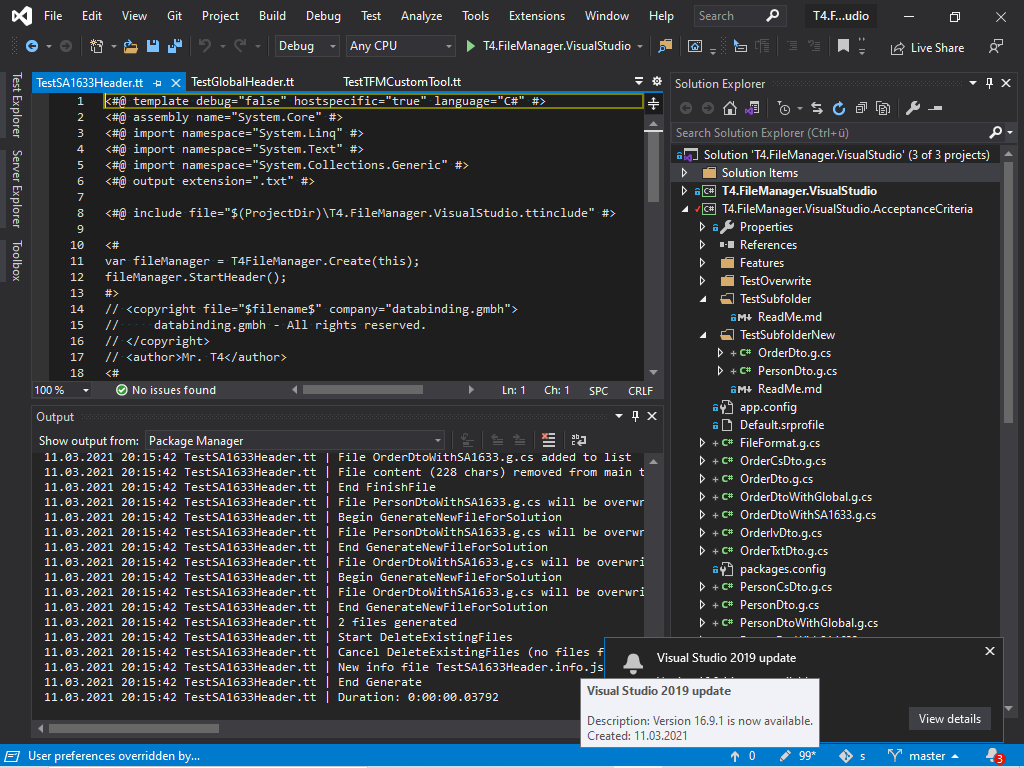 File Edit View Git Project Build Debug Test Analyze Tools Extensions Window Help Search T4.F...udio
Debug Any CPU T4.FileManager.VisualStudio Live Share
Test Explorer
Server Explorer
Toolbox
TestSA1633Header.tt TestGlobalHeader.tt TestTFMCustomTool.tt
1 <#@ template debug="false" hostspecific="true" language="C#" #>
2 <#@ assembly name="System.Core" #>
3 <#@ import namespace="System.Linq" #>
4 <#@ import namespace="System.Text" #>
5 <#@ import namespace="System.Collections.Generic" #>
6 <#@ output extension=".txt" #>
7
8 <#@ include file="$(ProjectDir)\T4.FileManager.VisualStudio.ttinclude" #>
9
10 <#
11 var fileManager = T4FileManager.Create(this);
12 fileManager.StartHeader();
13 #>
14 // <copyright file="$filename$" company="databinding.gmbh">
15 //     databinding.gmbh - All rights reserved.
16 // </copyright>
17 // <author>Mr. T4</author>
18 <#
100 % No issues found Ln: 1 Ch: 1 SPC CRLF
Output
Show output from: Package Manager
11.03.2021 20:15:42 TestSA1633Header.tt | File OrderDtoWithSA1633.g.cs added to list
11.03.2021 20:15:42 TestSA1633Header.tt | File content (228 chars) removed from main t
11.03.2021 20:15:42 TestSA1633Header.tt | End FinishFile
11.03.2021 20:15:42 TestSA1633Header.tt | File PersonDtoWithSA1633.g.cs will be overwr
11.03.2021 20:15:42 TestSA1633Header.tt | Begin GenerateNewFileForSolution
11.03.2021 20:15:42 TestSA1633Header.tt | File PersonDtoWithSA1633.g.cs will be overwr
11.03.2021 20:15:42 TestSA1633Header.tt | End GenerateNewFileForSolution
11.03.2021 20:15:42 TestSA1633Header.tt | File OrderDtoWithSA1633.g.cs will be overwri
11.03.2021 20:15:42 TestSA1633Header.tt | Begin GenerateNewFileForSolution
11.03.2021 20:15:42 TestSA1633Header.tt | File OrderDtoWithSA1633.g.cs will be overwri
11.03.2021 20:15:42 TestSA1633Header.tt | End GenerateNewFileForSolution
11.03.2021 20:15:42 TestSA1633Header.tt | 2 files generated
11.03.2021 20:15:42 TestSA1633Header.tt | Start DeleteExistingFiles
11.03.2021 20:15:42 TestSA1633Header.tt | Cancel DeleteExistingFiles (no files f
11.03.2021 20:15:42 TestSA1633Header.tt | New info file TestSA1633Header.info.js
11.03.2021 20:15:42 TestSA1633Header.tt | End Generate
11.03.2021 20:15:42 TestSA1633Header.tt | Duration: 0:00:00.03792
Solution Explorer
Search Solution Explorer (Ctrl+ü)
Solution 'T4.FileManager.VisualStudio' (3 of 3 projects)
Solution Items
C# T4.FileManager.VisualStudio
C# T4.FileManager.VisualStudio.AcceptanceCriteria
Properties
References
Features
TestOverwrite
TestSubfolder
M+ ReadMe.md
TestSubfolderNew
+ C# OrderDto.g.cs
+ C# PersonDto.g.cs
M+ ReadMe.md
app.config
Default.srprofile
+ C# FileFormat.g.cs
+ C# OrderCsDto.g.cs
+ C# OrderDto.g.cs
+ C# OrderDtoWithGlobal.g.cs
+ C# OrderDtoWithSA1633.g.cs
+ C# OrderIvDto.g.cs
+ C# OrderTxtDto.g.cs
packages.config
+ C# PersonCsDto.g.cs
+ C# PersonDto.g.cs
+ C# PersonDtoWithGlobal.g.cs
Visual Studio 2019 update
View details
Visual Studio 2019 update
Description: Version 16.9.1 is now available.
Created: 11.03.2021
User preferences overridden by... 0 99* s master 3